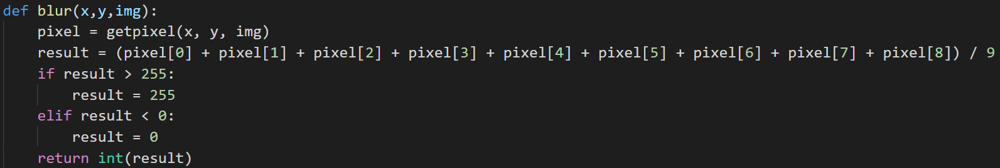 def blur(x,y,img):
    pixel = getpixel(x, y, img)
    result = (pixel[0] + pixel[1] + pixel[2] + pixel[3] + pixel[4] + pixel[5] + pixel[6] + pixel[7] + pixel[8]) / 9
    if result > 255:
        result = 255
    elif result < 0:
        result = 0
    return int(result)